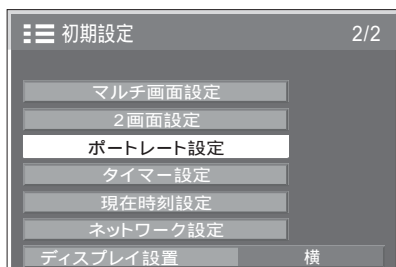 初期設定 2/2
マルチ画面設定
2画面設定
ポートレート設定
タイマー設定
現在時刻設定
ネットワーク設定
ディスプレイ設置 横